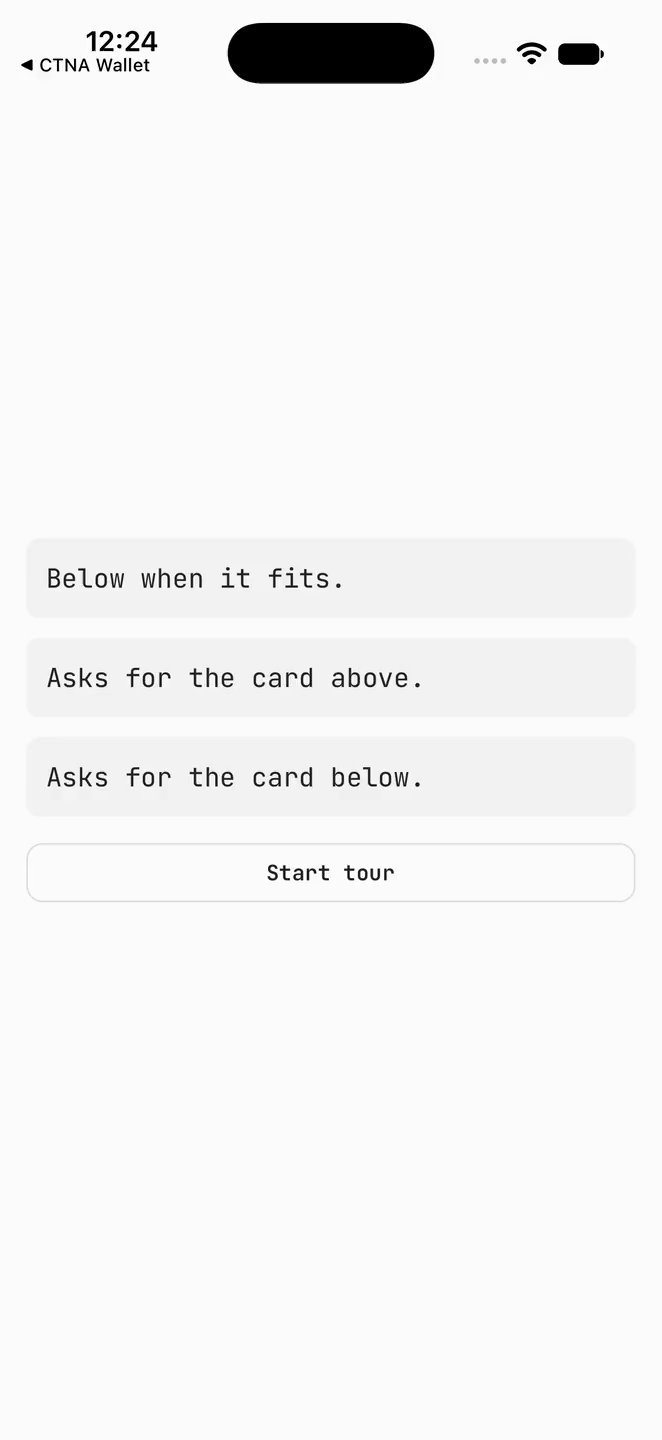 12:24
◀ CTNA Wallet
Below when it fits.
Asks for the card above.
Asks for the card below.
Start tour